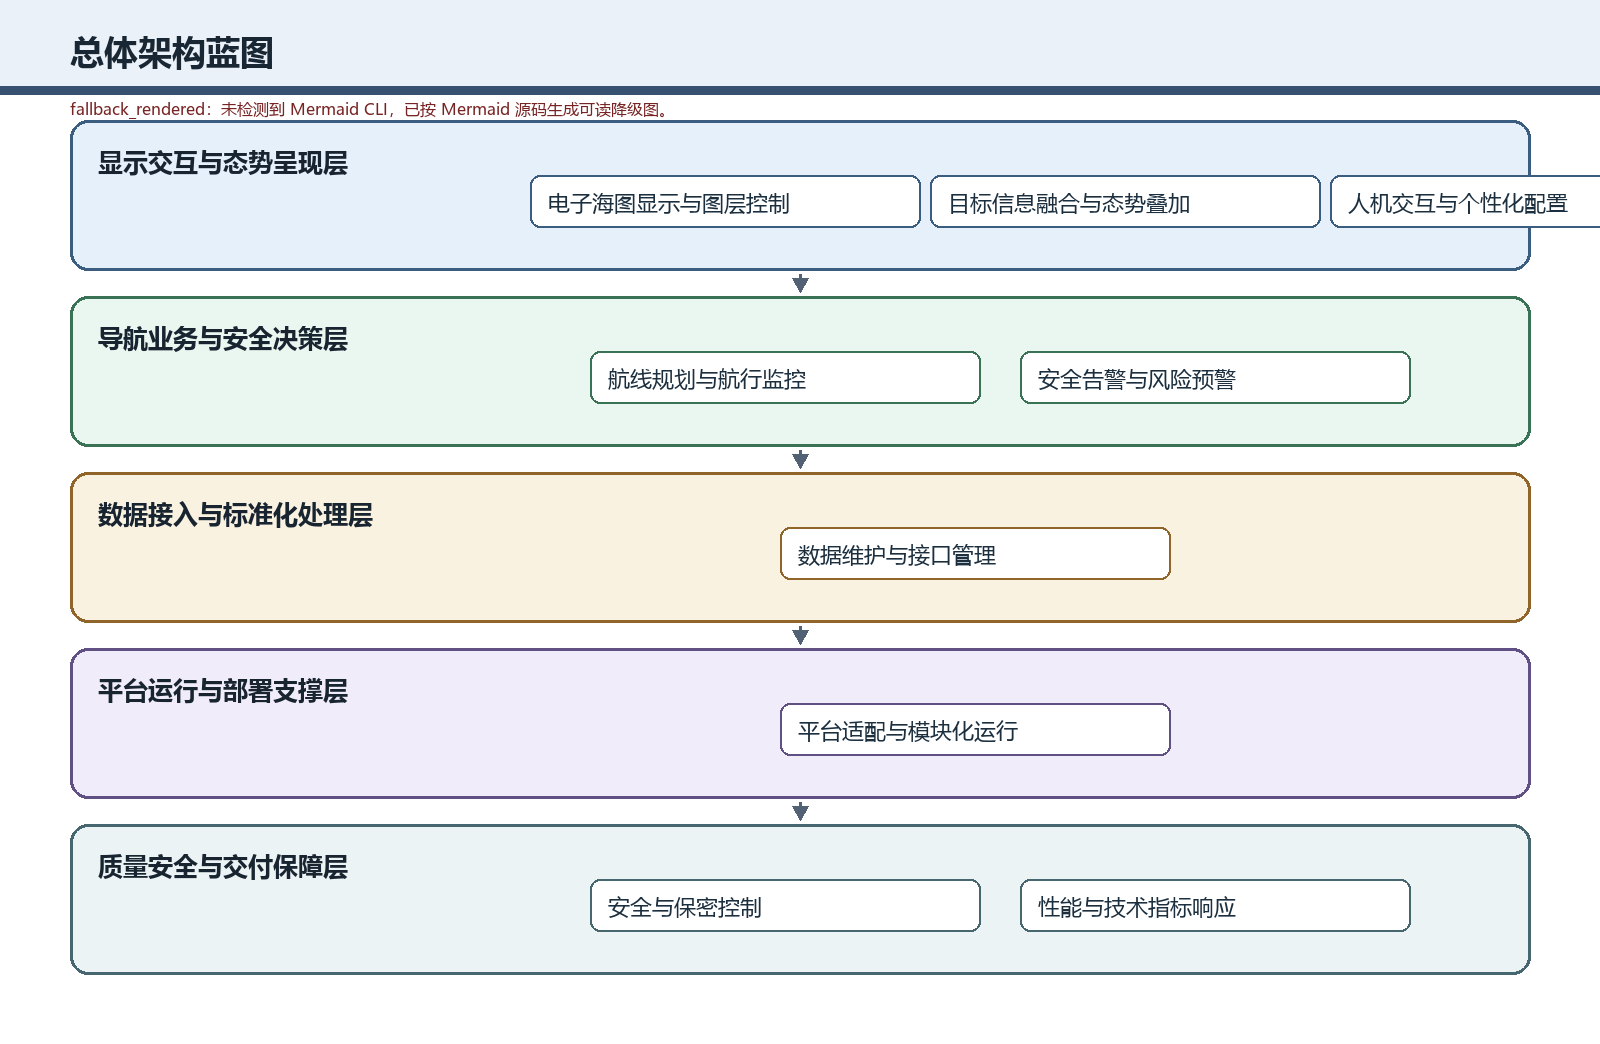 总体架构蓝图
fallback_rendered：未检测到 Mermaid CLI，已按 Mermaid 源码生成可读降级图。
显示交互与态势呈现层
电子海图显示与图层控制
目标信息融合与态势叠加
人机交互与个性化配置
导航业务与安全决策层
航线规划与航行监控
安全告警与风险预警
数据接入与标准化处理层
数据维护与接口管理
平台运行与部署支撑层
平台适配与模块化运行
质量安全与交付保障层
安全与保密控制
性能与技术指标响应